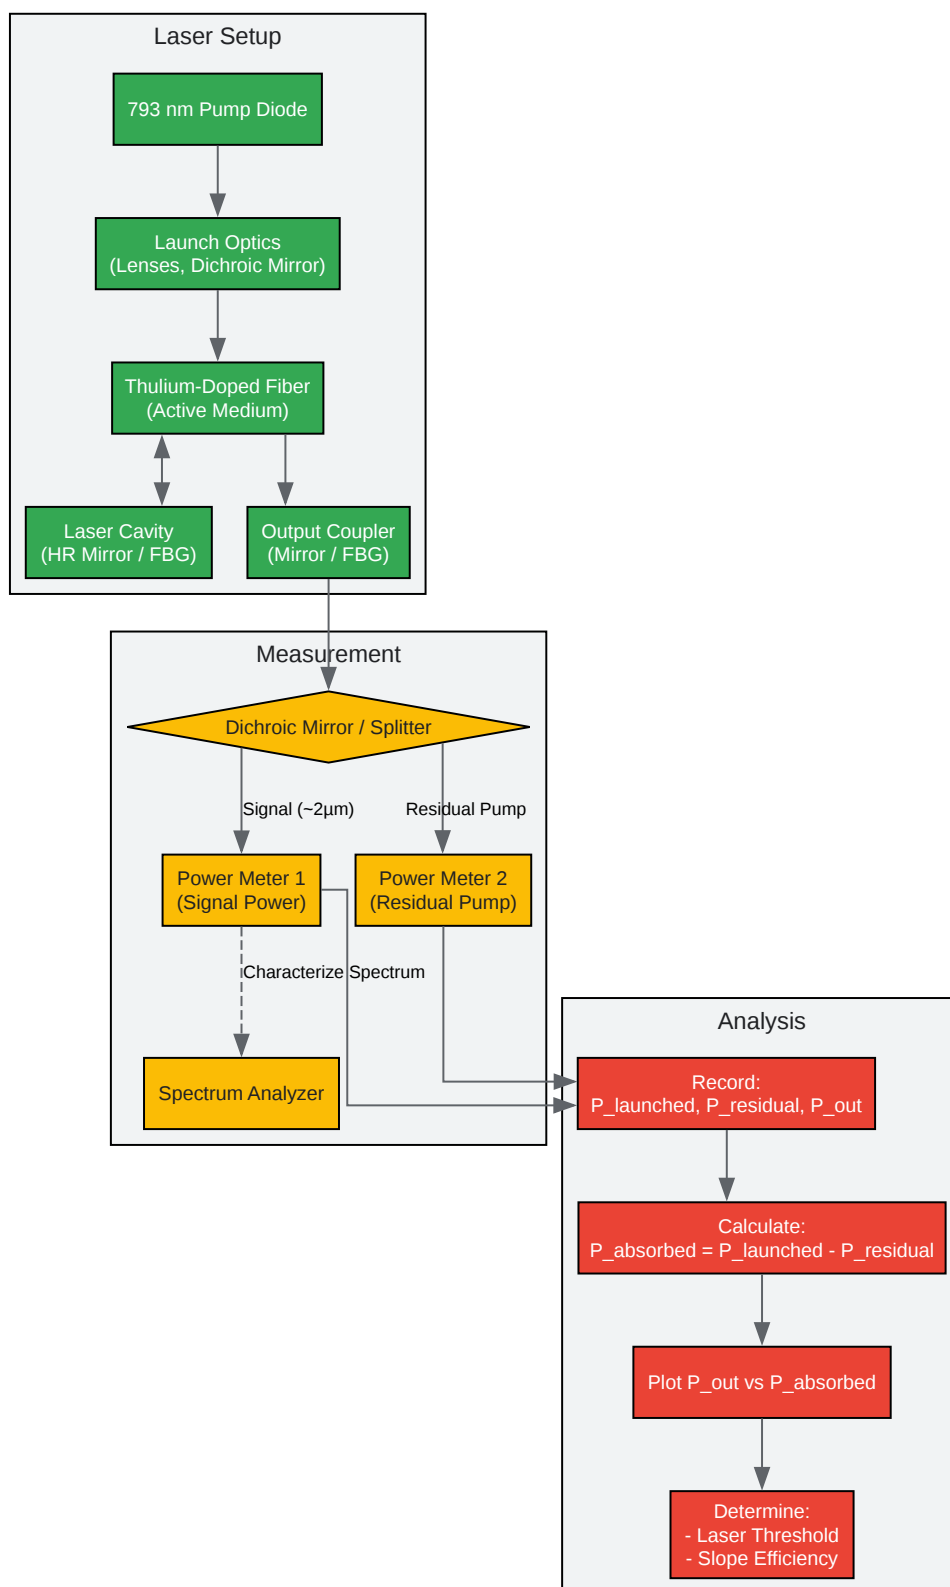 Laser Setup
793 nm Pump Diode
Launch Optics
(Lenses, Dichroic Mirror)
Thulium-Doped Fiber
(Active Medium)
Laser Cavity
(HR Mirror / FBG)
Output Coupler
(Mirror / FBG)
Measurement
Dichroic Mirror / Splitter
Signal (~2µm)
Residual Pump
Power Meter 1
(Signal Power)
Power Meter 2
(Residual Pump)
Characterize Spectrum
Spectrum Analyzer
Analysis
Record:
P_launched, P_residual, P_out
Calculate:
P_absorbed = P_launched - P_residual
Plot P_out vs P_absorbed
Determine:
- Laser Threshold
- Slope Efficiency